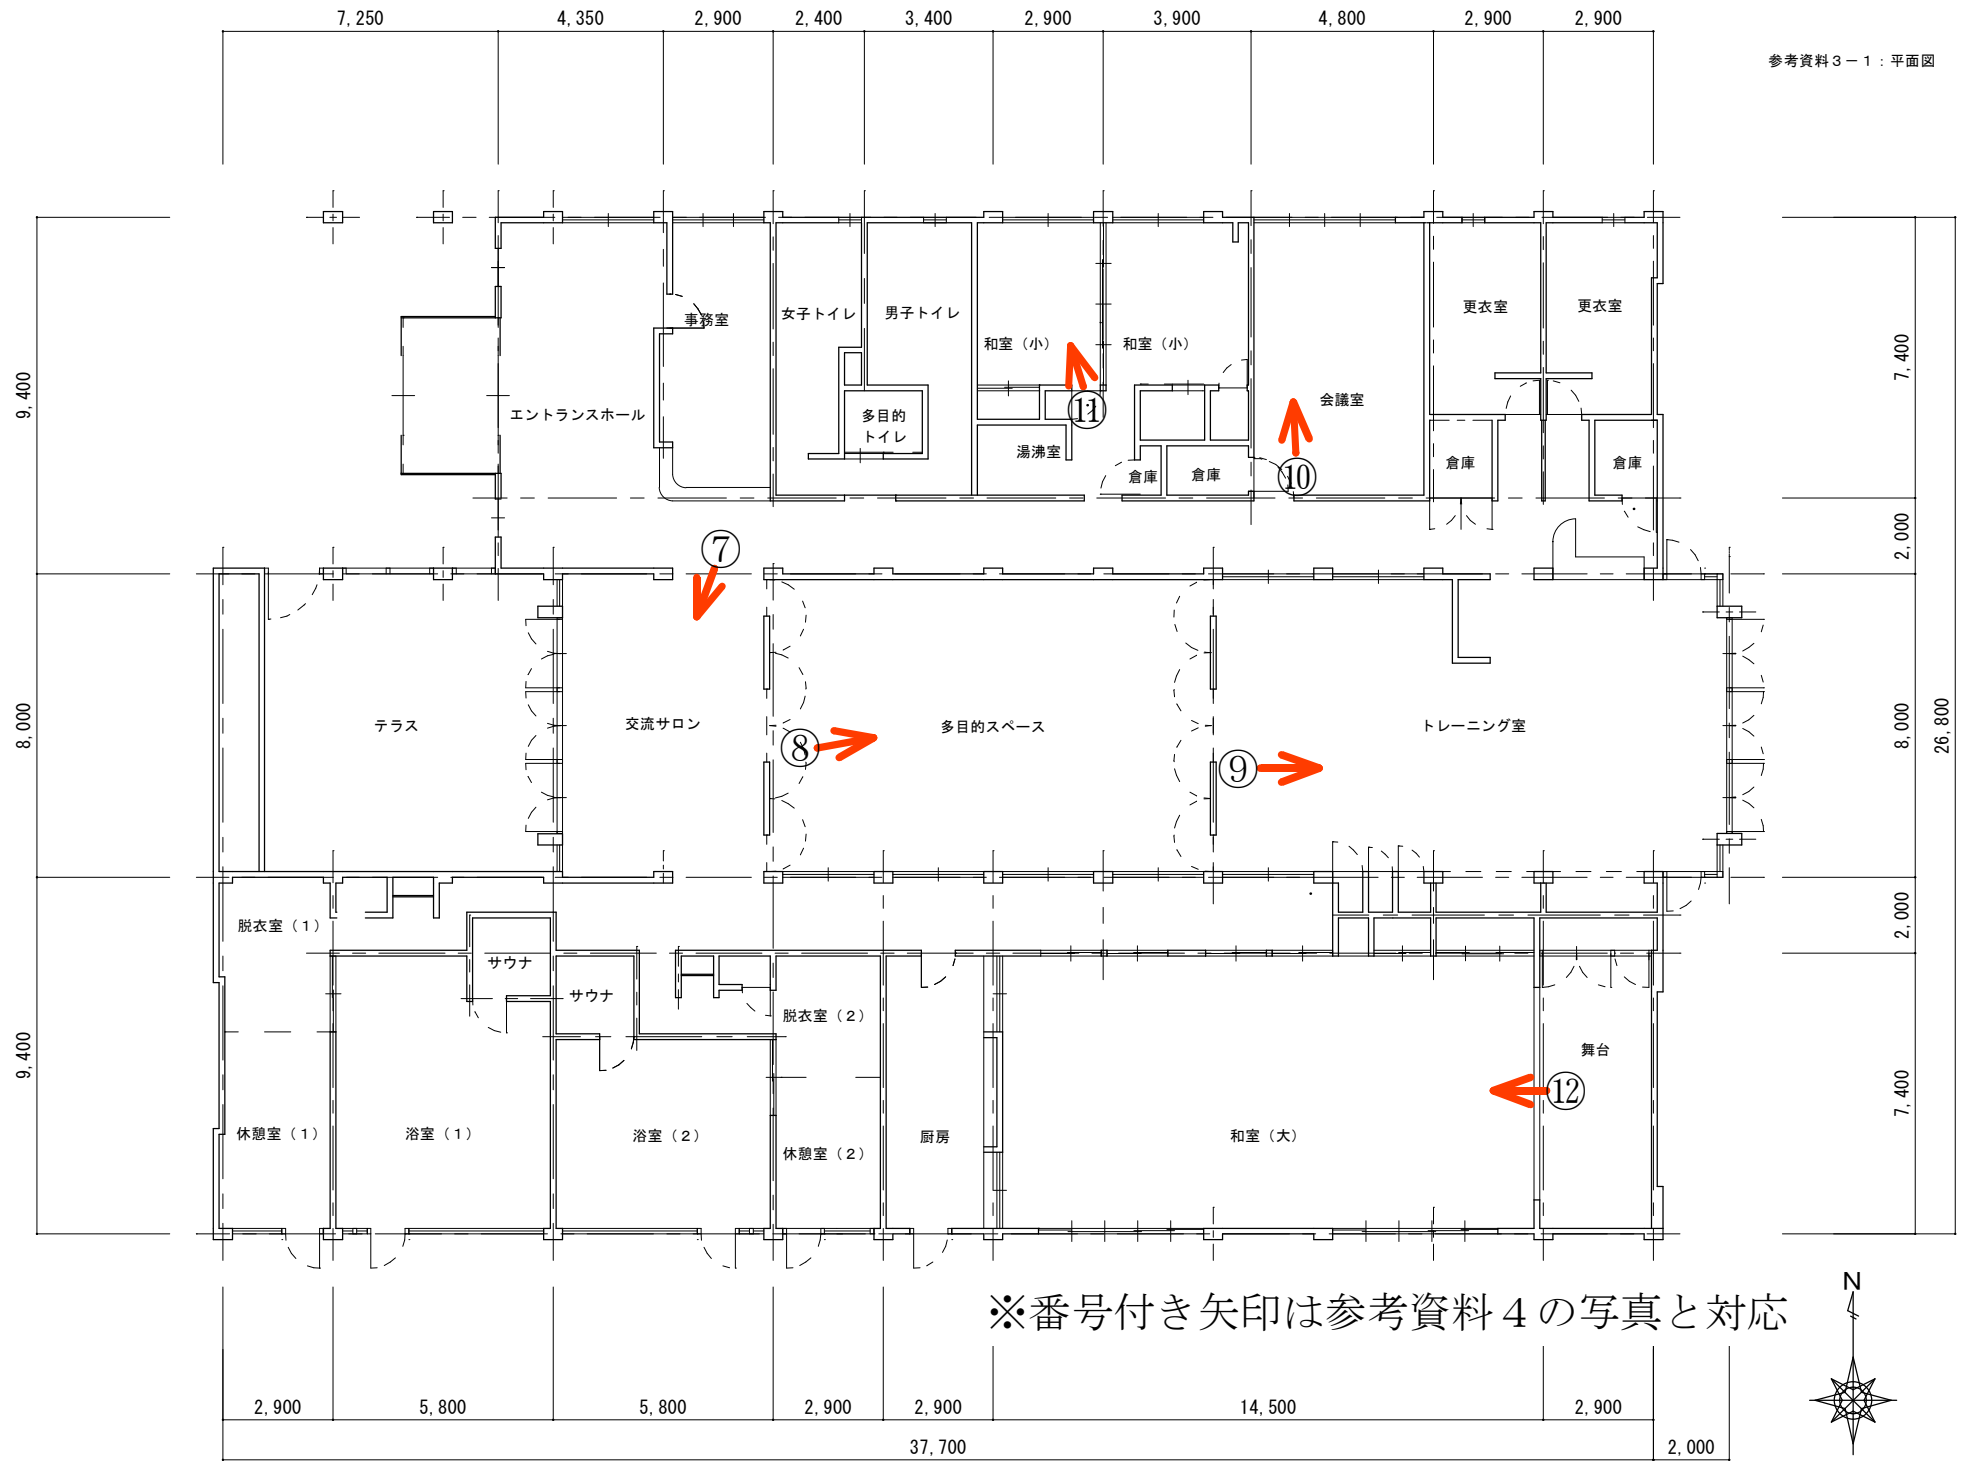 7,250 4,350 2,900 2,400 3,400 2,900 3,900 4,800 2,900 2,900
参考資料3-1:平面図
9,400
8,000
9,400
7,400
2,000
8,000
2,000
7,400
26,800
エントランスホール
事務室
女子トイレ
男子トイレ
多目的
トイレ
和室(小)
和室(小)
湯沸室
倉庫
倉庫
会議室
更衣室
更衣室
倉庫
倉庫
⑪
⑩
⑦
テラス
交流サロン
⑧
多目的スペース
⑨
トレーニング室
脱衣室(1)
サウナ
サウナ
脱衣室(2)
舞台
⑫
休憩室(1)
浴室(1)
浴室(2)
休憩室(2)
厨房
和室(大)
※番号付き矢印は参考資料4の写真と対応
N
2,900 5,800 5,800 2,900 2,900 14,500 2,900
37,700 2,000